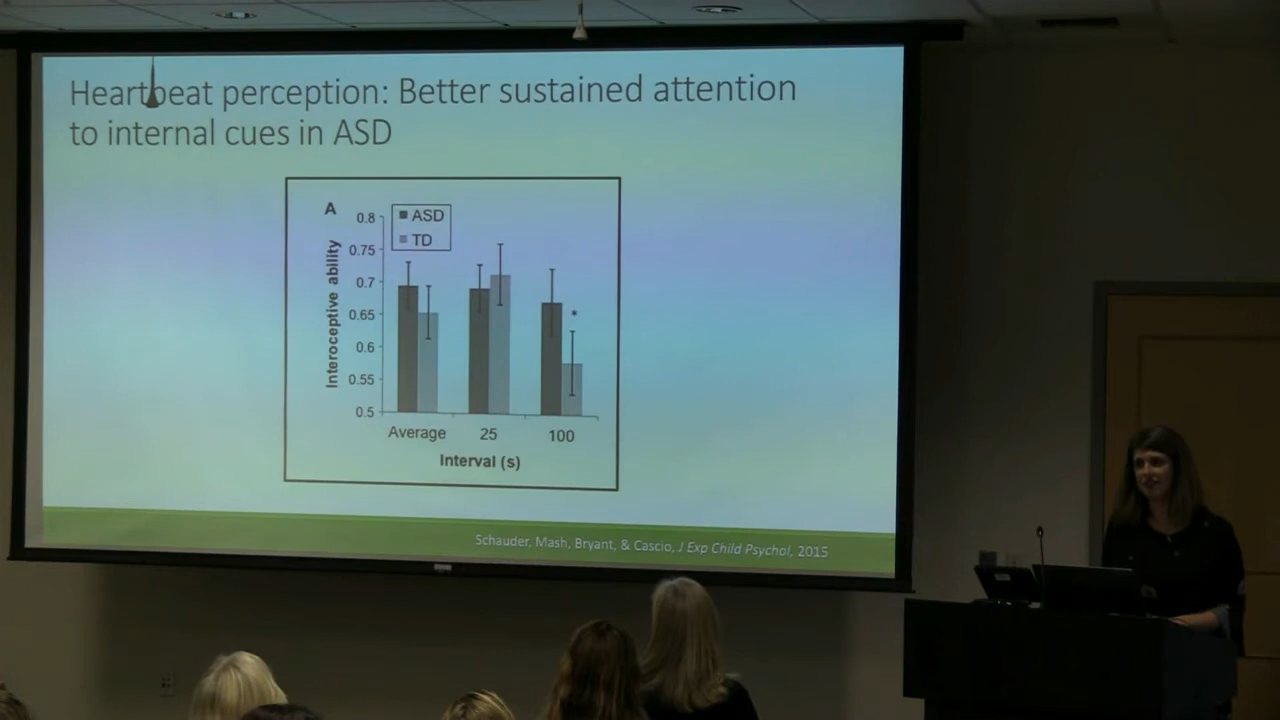 Heartbeat perception: Better sustained attention
to internal cues in ASD
A
ASD
TD
0.8
0.75
0.7
0.65
0.6
0.55
0.5
Interoceptive ability
*
Average 25 100
Interval (s)
Schauder, Mash, Bryant, & Cascio, J Exp Child Psychol, 2015